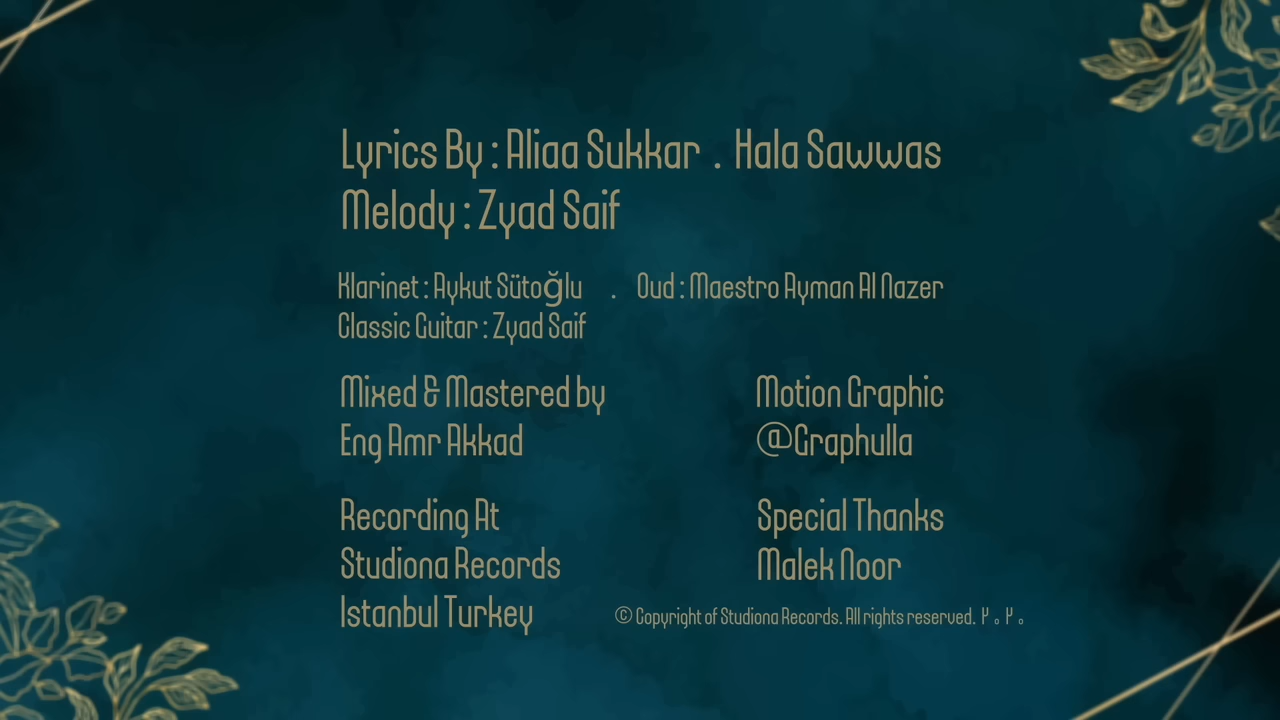 Lyrics By : Aliaa Sukkar . Hala Sawwas
Melody : Zyad Saif
Klarinet : Aykut Sütoğlu . Oud : Maestro Ayman Al Nazer
Classic Guitar : Zyad Saif
Mixed & Mastered by
Eng Amr Akkad
Motion Graphic
@Graphulla
Recording At
Studiona Records
Istanbul Turkey
Special Thanks
Malek Noor
© Copyright of Studiona Records. All rights reserved. ٢٠٢٠